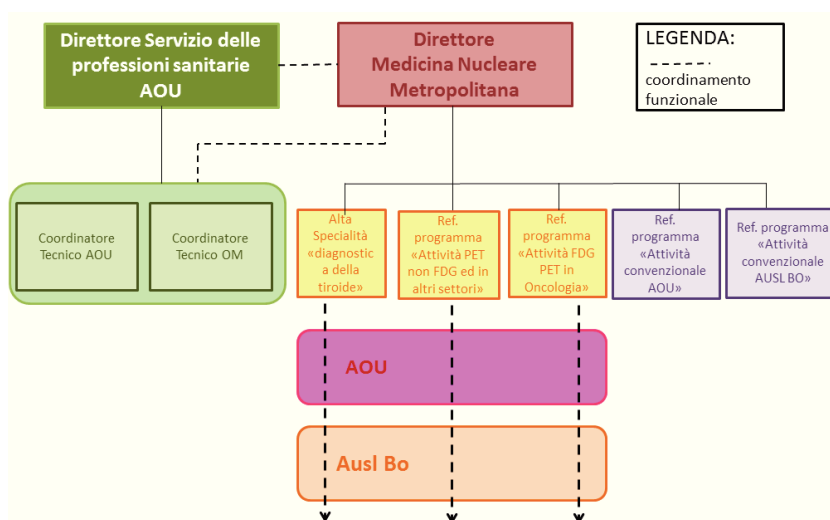 Direttore Servizio delle
professioni sanitarie
AOU
Direttore
Medicina Nucleare
Metropolitana
LEGENDA:
coordinamento
funzionale
Coordinatore
Tecnico AOU
Coordinatore
Tecnico OM
Alta
Specialità
«diagnostic
a della
tiroide»
Ref.
programma
«Attività PET
non FDG ed in
altri settori»
Ref.
programma
«Attività FDG
PET in
Oncologia»
Ref.
programma
«Attività
convenzionale
AOU»
Ref. programma
«Attività
convenzionale
AUSL BO»
AOU
Ausl Bo